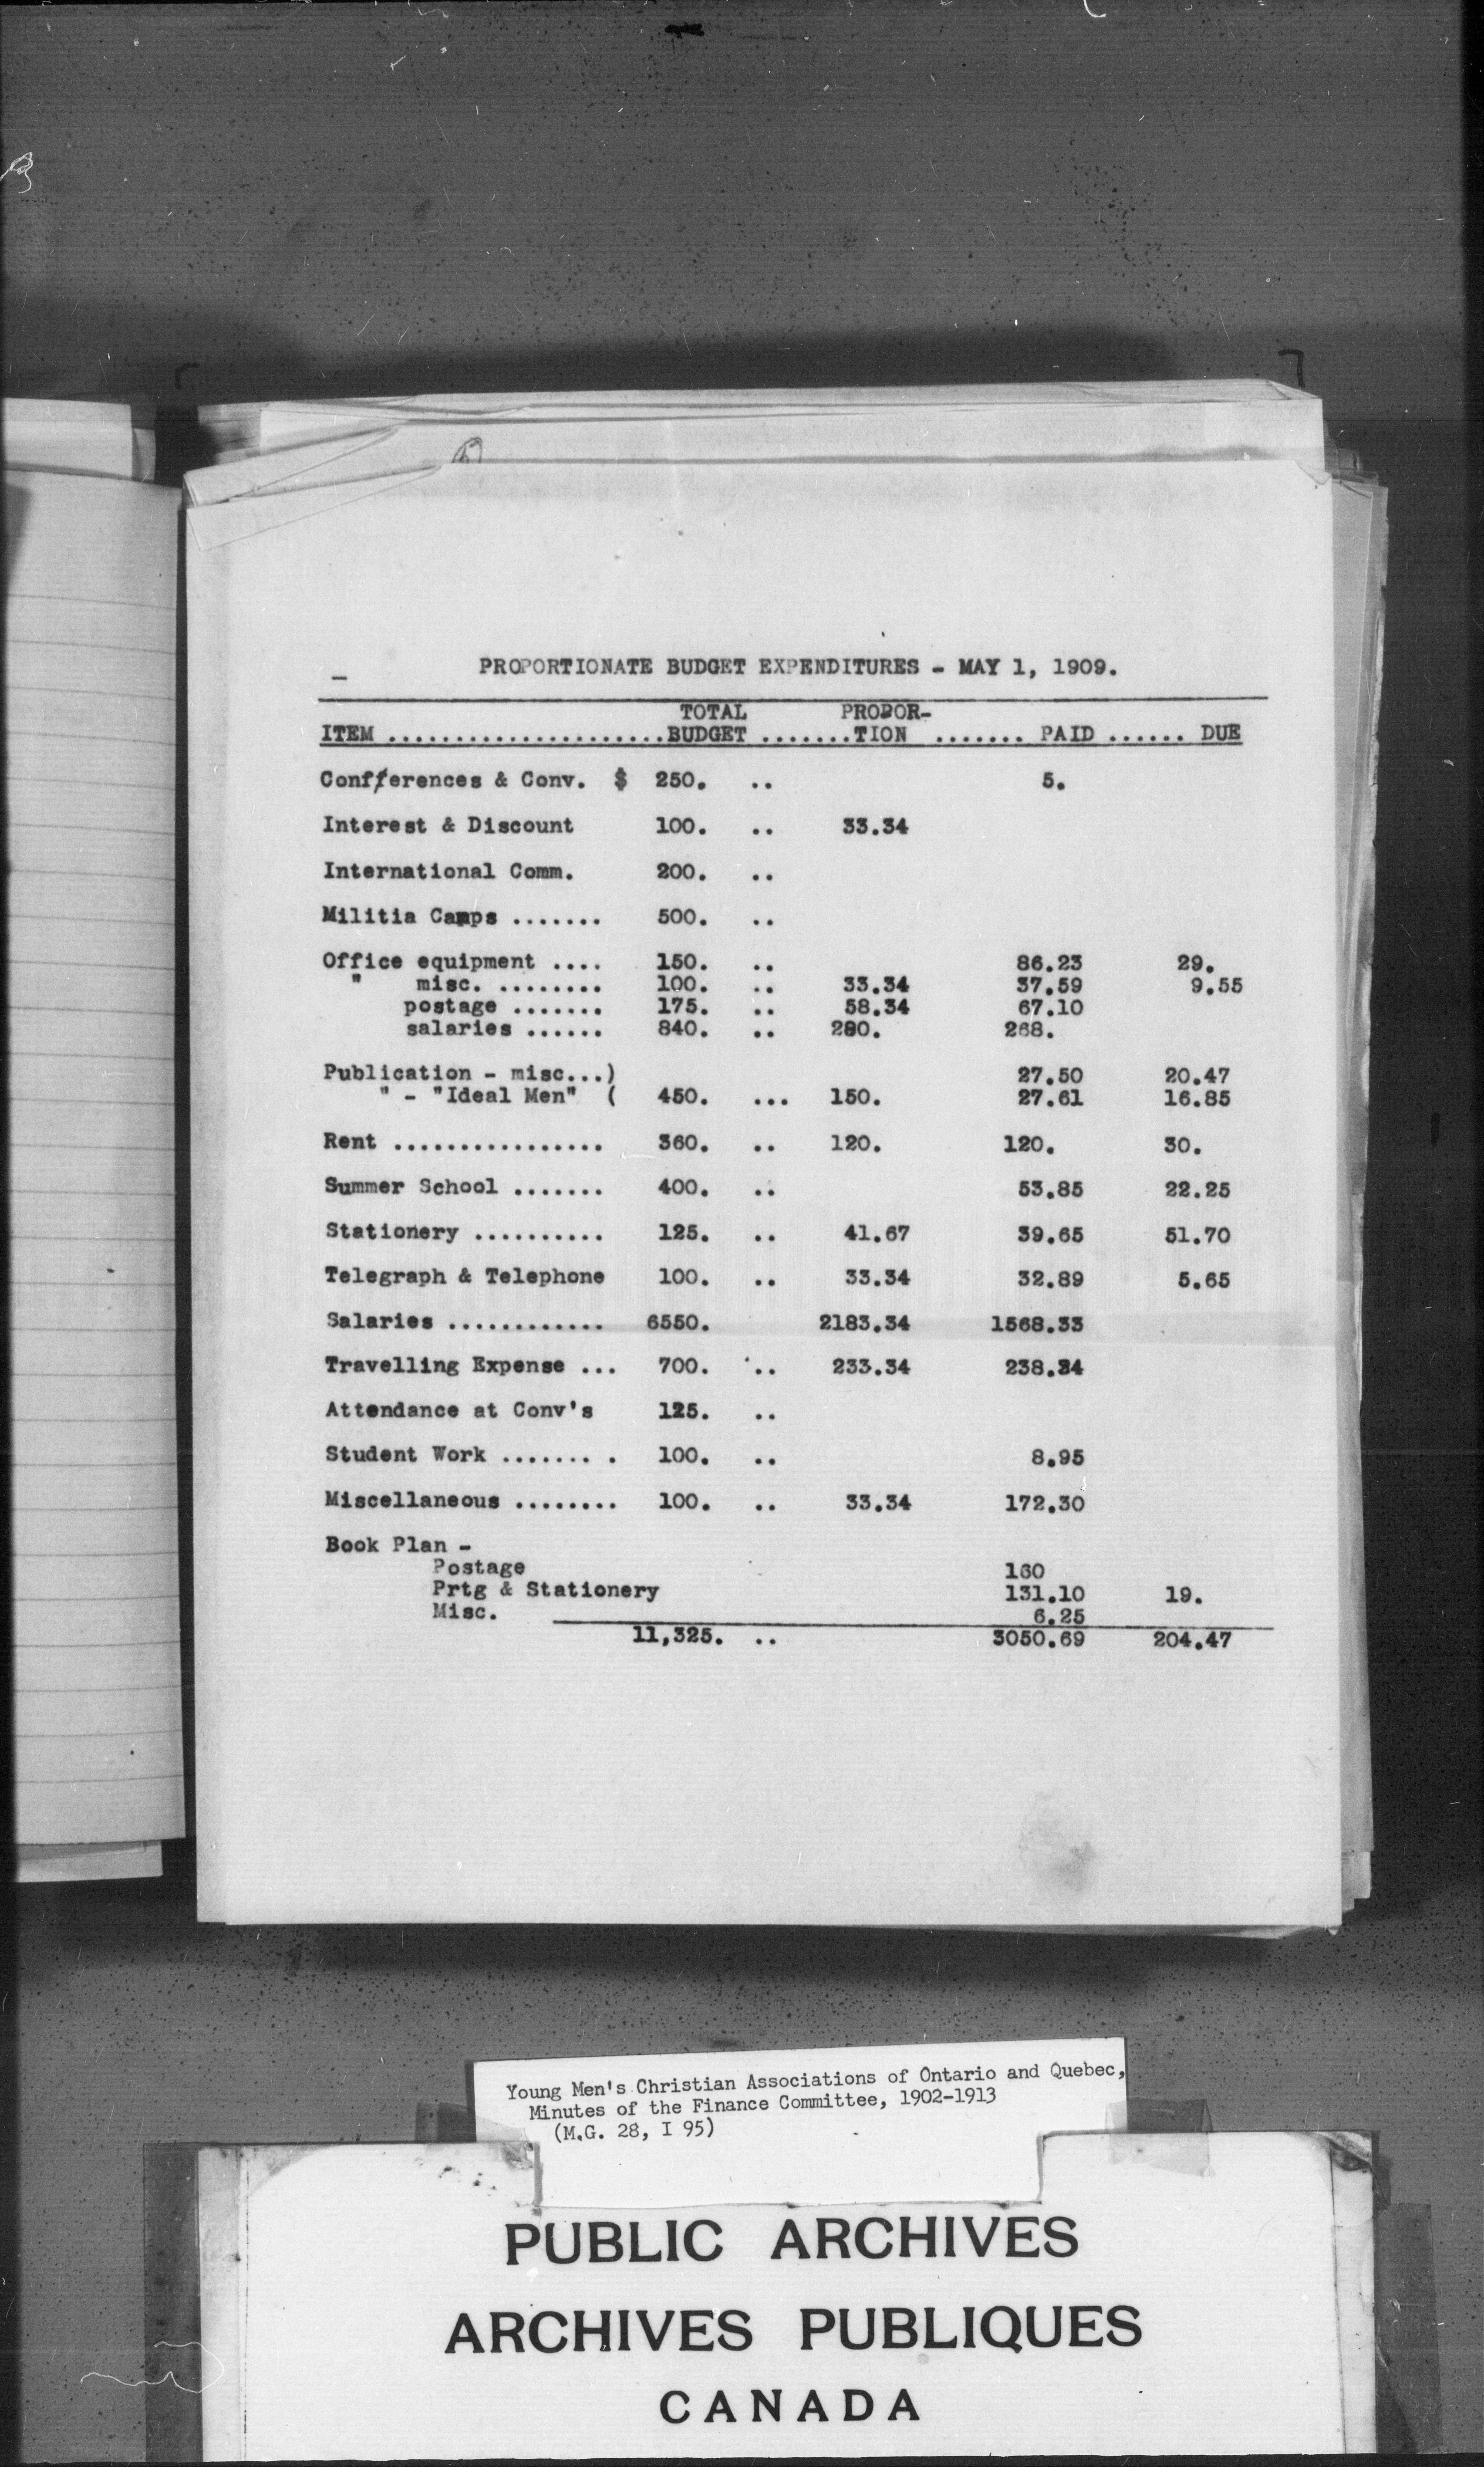 PROPORTIONATE BUDGET EXPENDITURES - MAY 1, 1909.
TOTAL PROPOR-
ITEM .....................BUDGET .......TION ....... PAID ...... DUE
Conferences & Conv. $ 250. .. 5.
Interest & Discount 100. .. 33.34
International Comm. 200. ..
Militia Camps ....... 500. ..
Office equipment .... 150. .. 86.23 29.
" misc. ........ 100. .. 33.34 37.59 9.55
postage ....... 175. .. 58.34 67.10
salaries ...... 840. .. 280. 268.
Publication - misc...) 27.50 20.47
" - "Ideal Men" ( 450. ... 150. 27.61 16.85
Rent ................ 360. .. 120. 120. 30.
Summer School ....... 400. .. 53.85 22.25
Stationery .......... 125. .. 41.67 39.65 51.70
Telegraph & Telephone 100. .. 33.34 32.89 5.65
Salaries ............ 6550. 2183.34 1568.33
Travelling Expense ... 700. .. 233.34 238.34
Attendance at Conv's 125. ..
Student Work ....... . 100. .. 8.95
Miscellaneous ........ 100. .. 33.34 172.30
Book Plan -
Postage 160
Prtg & Stationery 131.10 19.
Misc. 6.25
11,325. .. 3050.69 204.47
Young Men's Christian Associations of Ontario and Quebec,
Minutes of the Finance Committee, 1902-1913
(M.G. 28, I 95)
PUBLIC ARCHIVES
ARCHIVES PUBLIQUES
CANADA